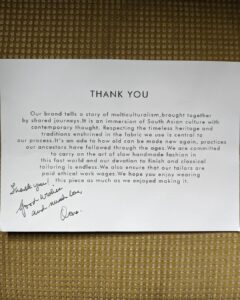 THANK YOU
Our brand tells a story of multiculturalism,brought together
by shared journeys.It is an immersion of South Asian culture with
contemporary thought. Respecting the timeless heritage and
traditions enshrined in the fabric we use is central to
our process.It's an ode to how old can be made new again, practices
our ancestors have followed through the ages.We are committed
to carry on the art of slow handmade fashion in
this fast world and our devotion to finish and classical
tailoring is endless.We also ensure that our tailors are
paid ethical work wages.We hope you enjoy wearing
this piece as much as we enjoyed making it.
Thank you!
Good wishes
and much love,